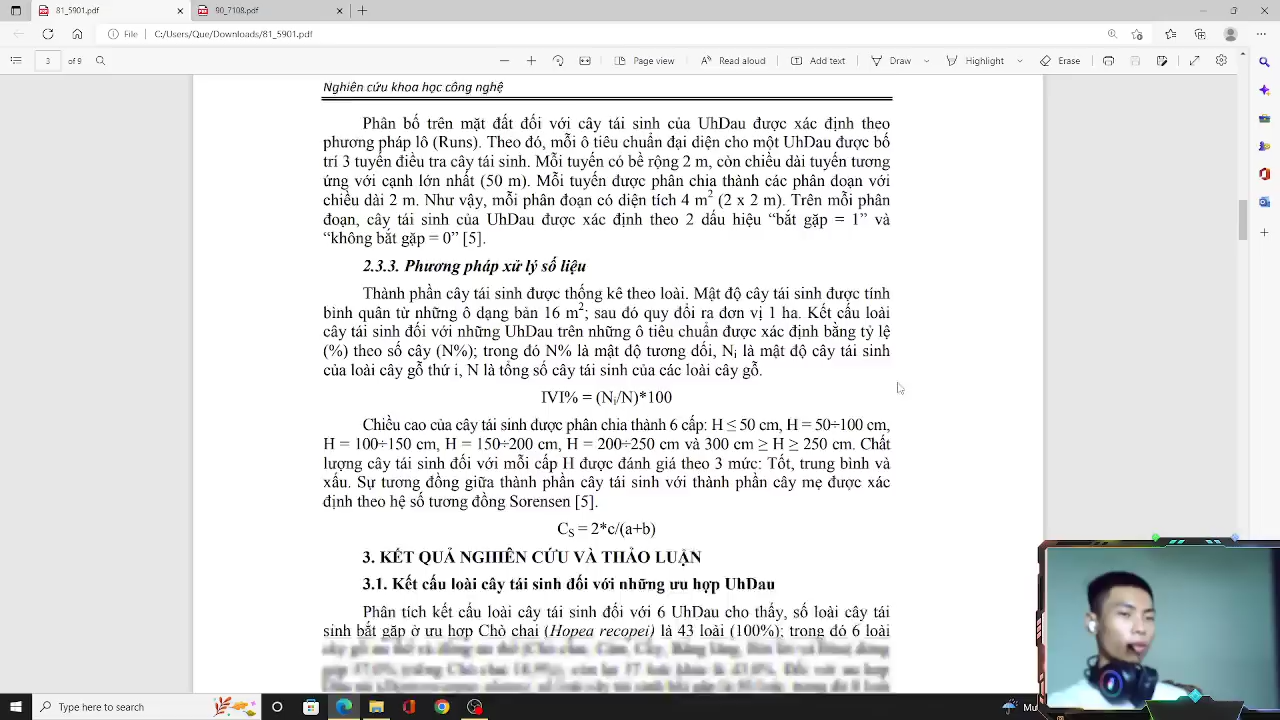 81_5901.pdf
90_7108.pdf
File
C:/Users/Que/Downloads/81_5901.pdf
3 of 9
Page view
Read aloud
Add text
Draw
Highlight
Erase
Nghiên cứu khoa học công nghệ
Phân bố trên mặt đất đối với cây tái sinh của UhDau được xác định theo
phương pháp lô (Runs). Theo đó, mỗi ô tiêu chuẩn đại diện cho một UhDau được bố
trí 3 tuyến điều tra cây tái sinh. Mỗi tuyến có bề rộng 2 m, còn chiều dài tuyến tương
ứng với cạnh lớn nhất (50 m). Mỗi tuyến được phân chia thành các phân đoạn với
chiều dài 2 m. Như vậy, mỗi phân đoạn có diện tích 4 m2 (2 x 2 m). Trên mỗi phân
đoạn, cây tái sinh của UhDau được xác định theo 2 dấu hiệu “bắt gặp = 1” và
“không bắt gặp = 0” [5].
2.3.3. Phương pháp xử lý số liệu
Thành phần cây tái sinh được thống kê theo loài. Mật độ cây tái sinh được tính
bình quân từ những ô dạng bản 16 m2; sau đó quy đổi ra đơn vị 1 ha. Kết cấu loài
cây tái sinh đối với những UhDau trên những ô tiêu chuẩn được xác định bằng tỷ lệ
(%) theo số cây (N%); trong đó N% là mật độ tương đối, Ni là mật độ cây tái sinh
của loài cây gỗ thứ i, N là tổng số cây tái sinh của các loài cây gỗ.
IVI% = (Ni/N)*100
Chiều cao của cây tái sinh được phân chia thành 6 cấp: H ≤ 50 cm, H = 50÷100 cm,
H = 100÷150 cm, H = 150÷200 cm, H = 200÷250 cm và 300 cm ≥ H ≥ 250 cm. Chất
lượng cây tái sinh đối với mỗi cấp H được đánh giá theo 3 mức: Tốt, trung bình và
xấu. Sự tương đồng giữa thành phần cây tái sinh với thành phần cây mẹ được xác
định theo hệ số tương đồng Sorensen [5].
CS = 2*c/(a+b)
3. KẾT QUẢ NGHIÊN CỨU VÀ THẢO LUẬN
3.1. Kết cấu loài cây tái sinh đối với những ưu hợp UhDau
Phân tích kết cấu loài cây tái sinh đối với 6 UhDau cho thấy, số loài cây tái
sinh bắt gặp ở ưu hợp Chò chai (Hopea recopei) là 43 loài (100%); trong đó 6 loài
Type here to search